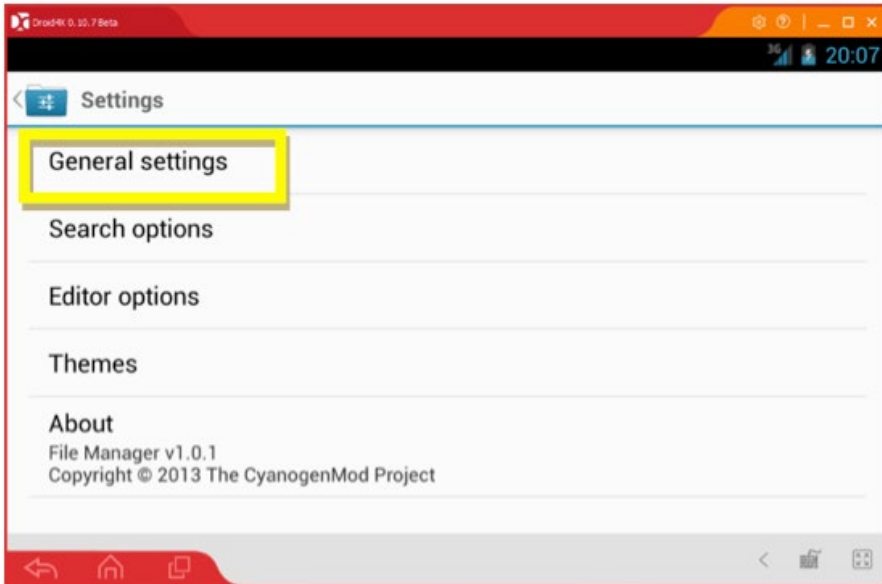 Droid4X 0.10.7 Beta
3G
20:07
Settings
General settings
Search options
Editor options
Themes
About
File Manager v1.0.1
Copyright © 2013 The CyanogenMod Project